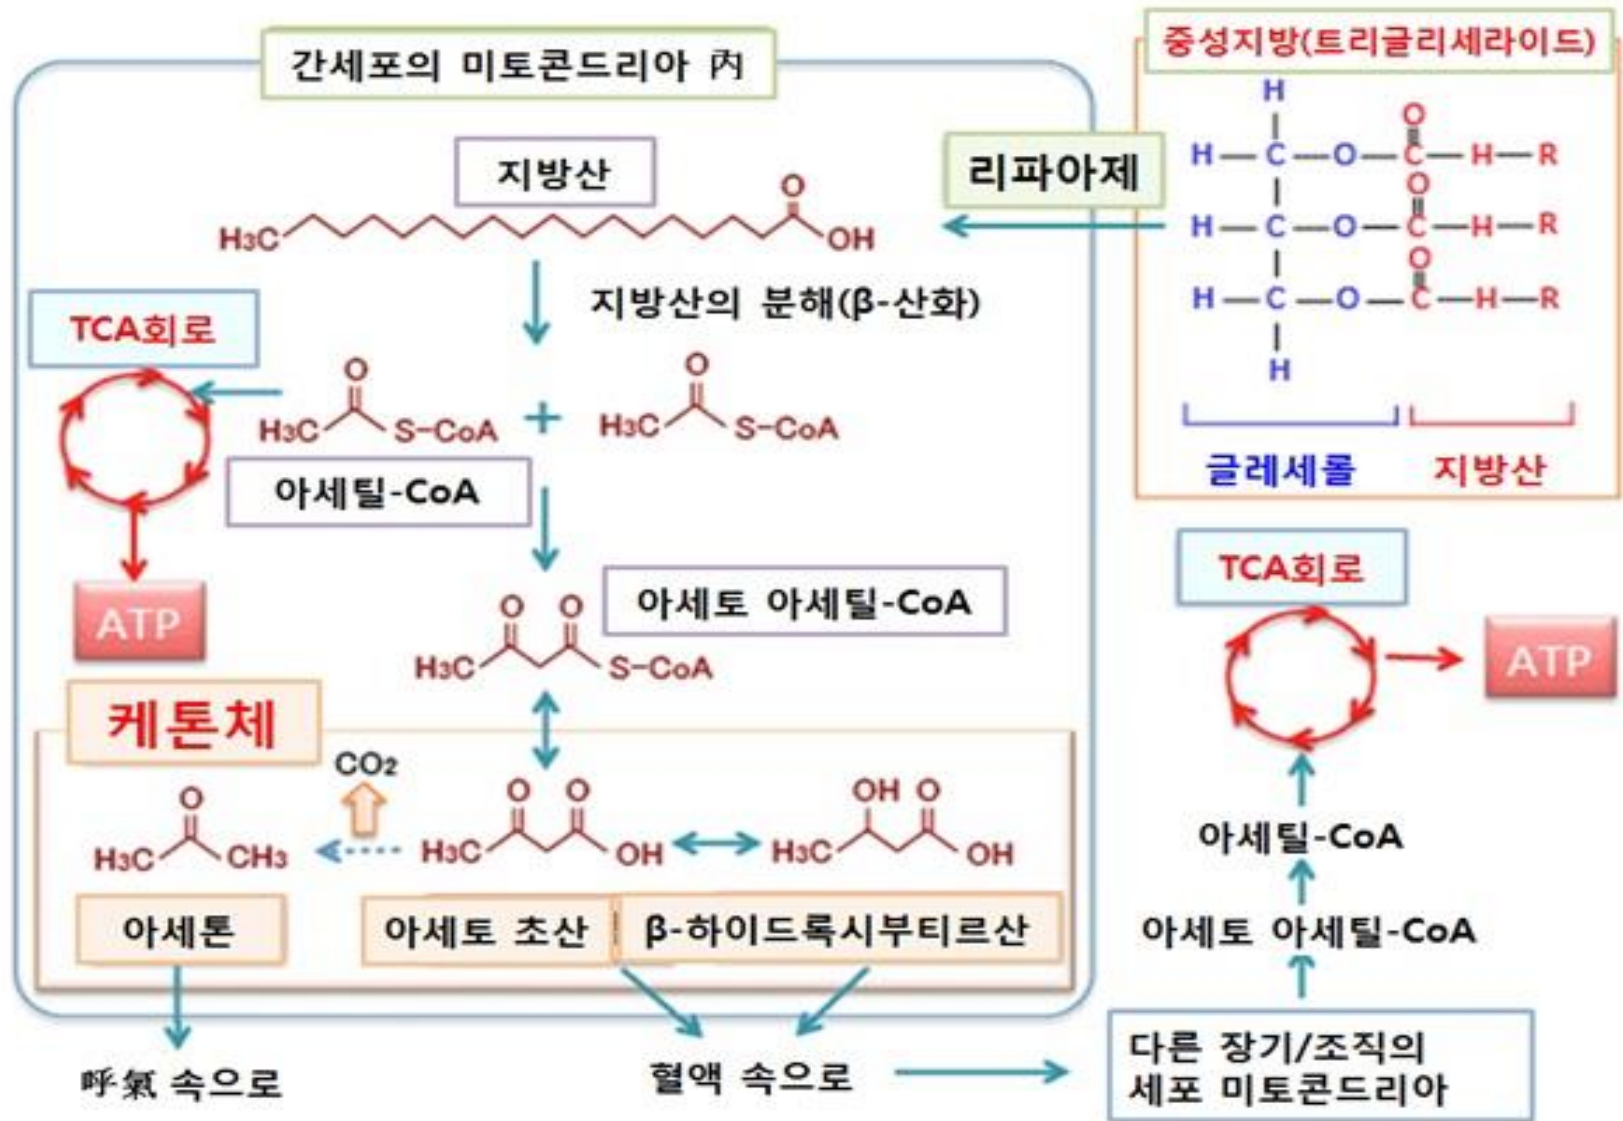 간세포의 미토콘드리아 內
중성지방(트리글리세라이드)
H
O
H C O C H R
O
H C O C H R
O
H C O C H R
H
글레세롤 지방산
리파아제
지방산
O
H3C OH
지방산의 분해(β-산화)
TCA회로
O
H3C S-CoA
+
O
H3C S-CoA
아세틸-CoA
ATP
아세토 아세틸-CoA
O O
H3C S-CoA
케톤체
CO2
O
H3C CH3
O O
H3C OH
OH O
H3C OH
아세톤
아세토 초산
β-하이드록시부티르산
呼氣 속으로
혈액 속으로
TCA회로
ATP
아세틸-CoA
아세토 아세틸-CoA
다른 장기/조직의
세포 미토콘드리아